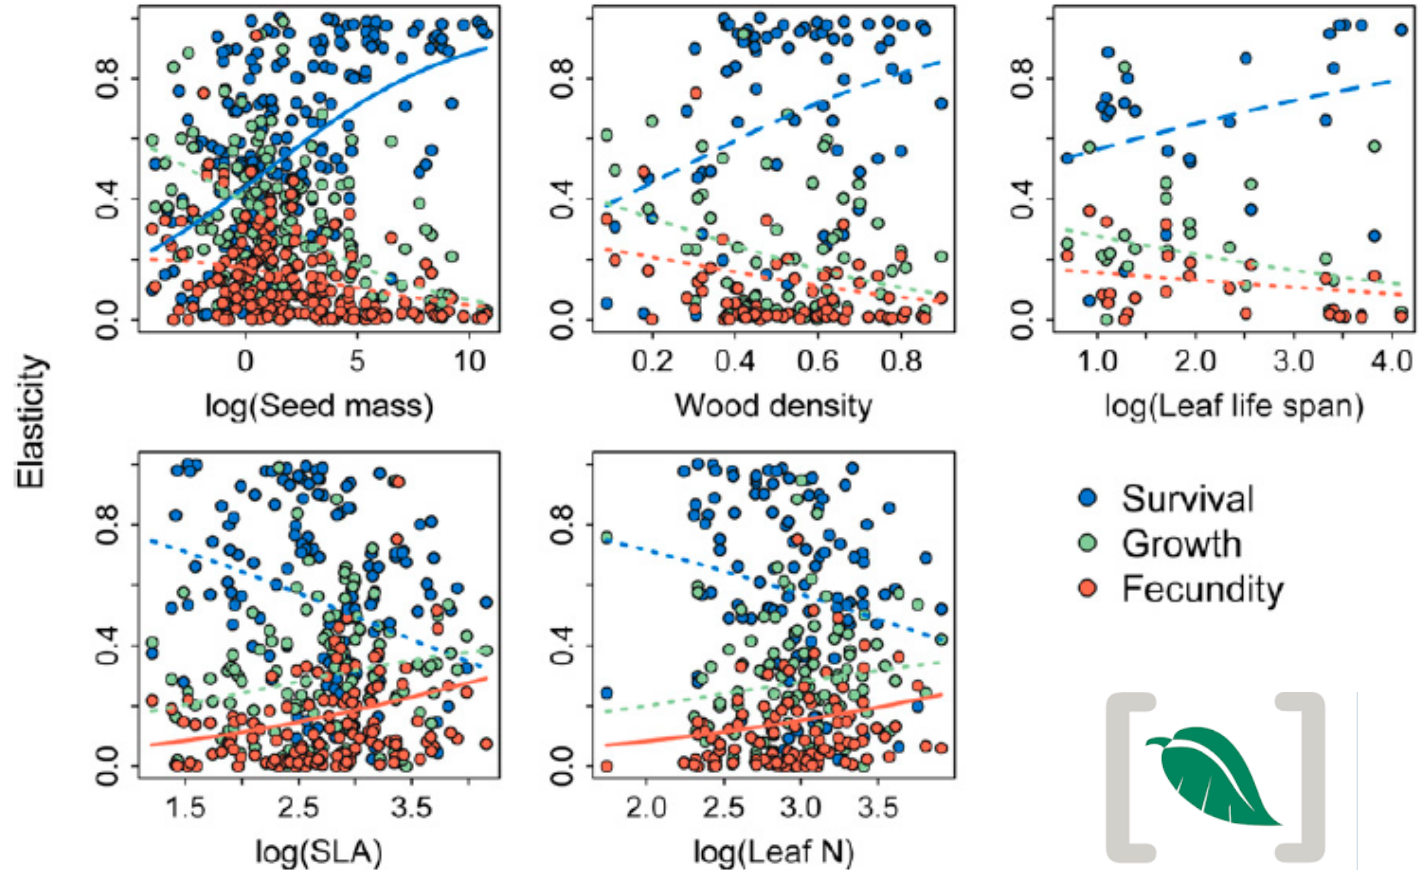 Elasticity
0.0 0.4 0.8
0 5 10
log(Seed mass)
0.0 0.4 0.8
0.2 0.4 0.6 0.8
Wood density
0.0 0.4 0.8
1.0 2.0 3.0 4.0
log(Leaf life span)
0.0 0.4 0.8
1.5 2.5 3.5
log(SLA)
0.0 0.4 0.8
2.0 2.5 3.0 3.5
log(Leaf N)
Survival
Growth
Fecundity